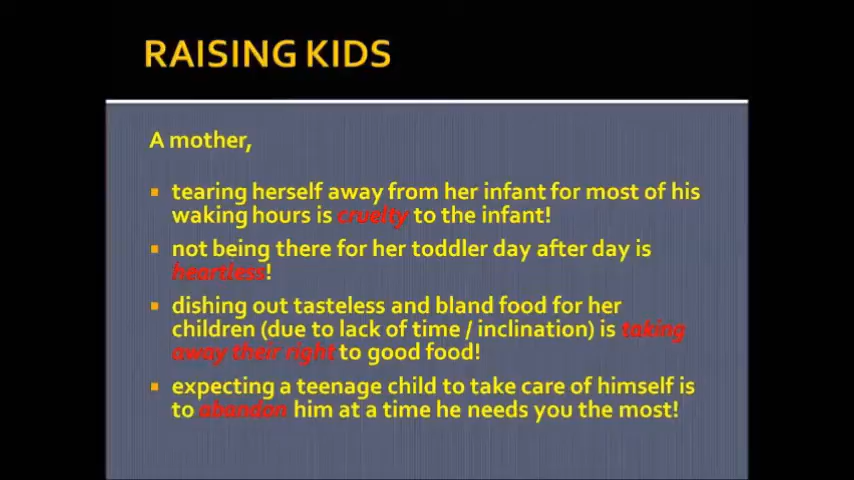 RAISING KIDS
A mother,
▪ tearing herself away from her infant for most of his
waking hours is cruelty to the infant!
▪ not being there for her toddler day after day is
heartless!
▪ dishing out tasteless and bland food for her
children (due to lack of time / inclination) is taking
away their right to good food!
▪ expecting a teenage child to take care of himself is
to abandon him at a time he needs you the most!